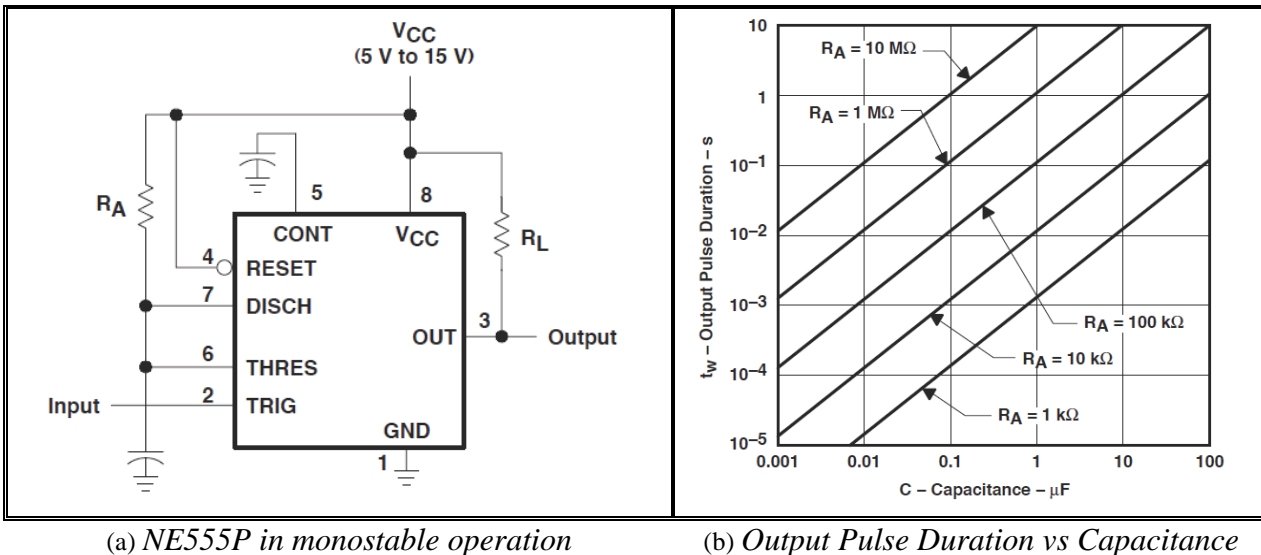 VCC
(5 V to 15 V)
RA
5
8
CONT
VCC
RL
4
RESET
7
DISCH
OUT
3
Output
6
THRES
Input
2
TRIG
GND
1
10
1
10−1
10−2
10−3
10−4
10−5
tw – Output Pulse Duration – s
RA = 10 MΩ
RA = 1 MΩ
RA = 100 kΩ
RA = 10 kΩ
RA = 1 kΩ
0.001
0.01
0.1
1
10
100
C – Capacitance – μF
(a) NE555P in monostable operation
(b) Output Pulse Duration vs Capacitance